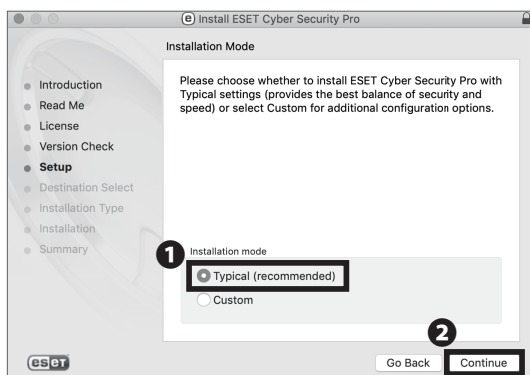 Install ESET Cyber Security Pro
Installation Mode
Introduction
Read Me
License
Version Check
Setup
Destination Select
Installation Type
Installation
Summary
Please choose whether to install ESET Cyber Security Pro with
Typical settings (provides the best balance of security and
speed) or select Custom for additional configuration options.
1
Installation mode
Typical (recommended)
Custom
2
eset
Go Back
Continue